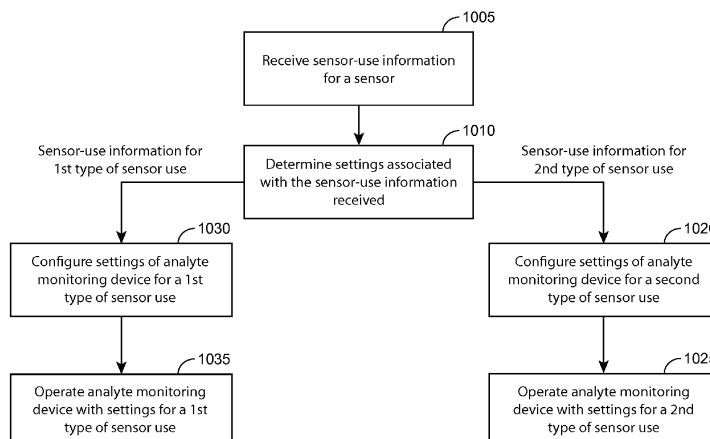 1005
Receive sensor-use information
for a sensor
1010
Sensor-use information for
1st type of sensor use
Determine settings associated
with the sensor-use information
received
Sensor-use information for
2nd type of sensor use
1030
Configure settings of analyte
monitoring device for a 1st
type of sensor use
1020
Configure settings of analyte
monitoring device for a second
type of sensor use
1035
Operate analyte monitoring
device with settings for a 1st
type of sensor use
1025
Operate analyte monitoring
device with settings for a 2nd
type of sensor use